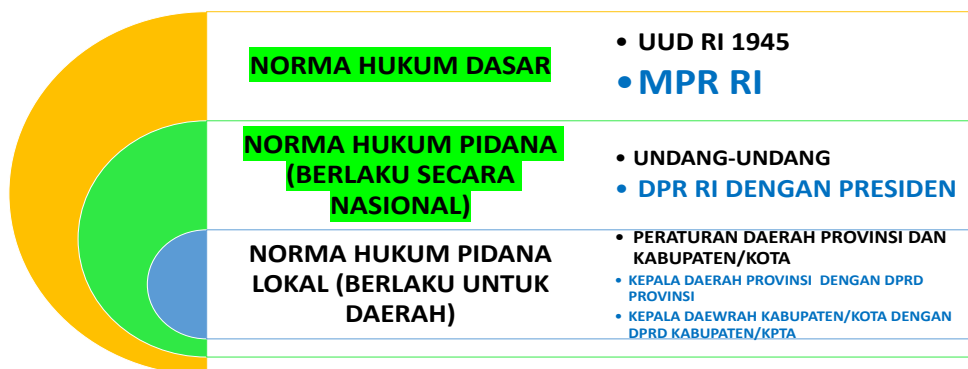 NORMA HUKUM DASAR
• UUD RI 1945
• MPR RI
NORMA HUKUM PIDANA
(BERLAKU SECARA
NASIONAL)
• UNDANG-UNDANG
• DPR RI DENGAN PRESIDEN
NORMA HUKUM PIDANA
LOKAL (BERLAKU UNTUK
DAERAH)
• PERATURAN DAERAH PROVINSI DAN
KABUPATEN/KOTA
• KEPALA DAERAH PROVINSI DENGAN DPRD
PROVINSI
• KEPALA DAEWRAH KABUPATEN/KOTA DENGAN
DPRD KABUPATEN/KPTA